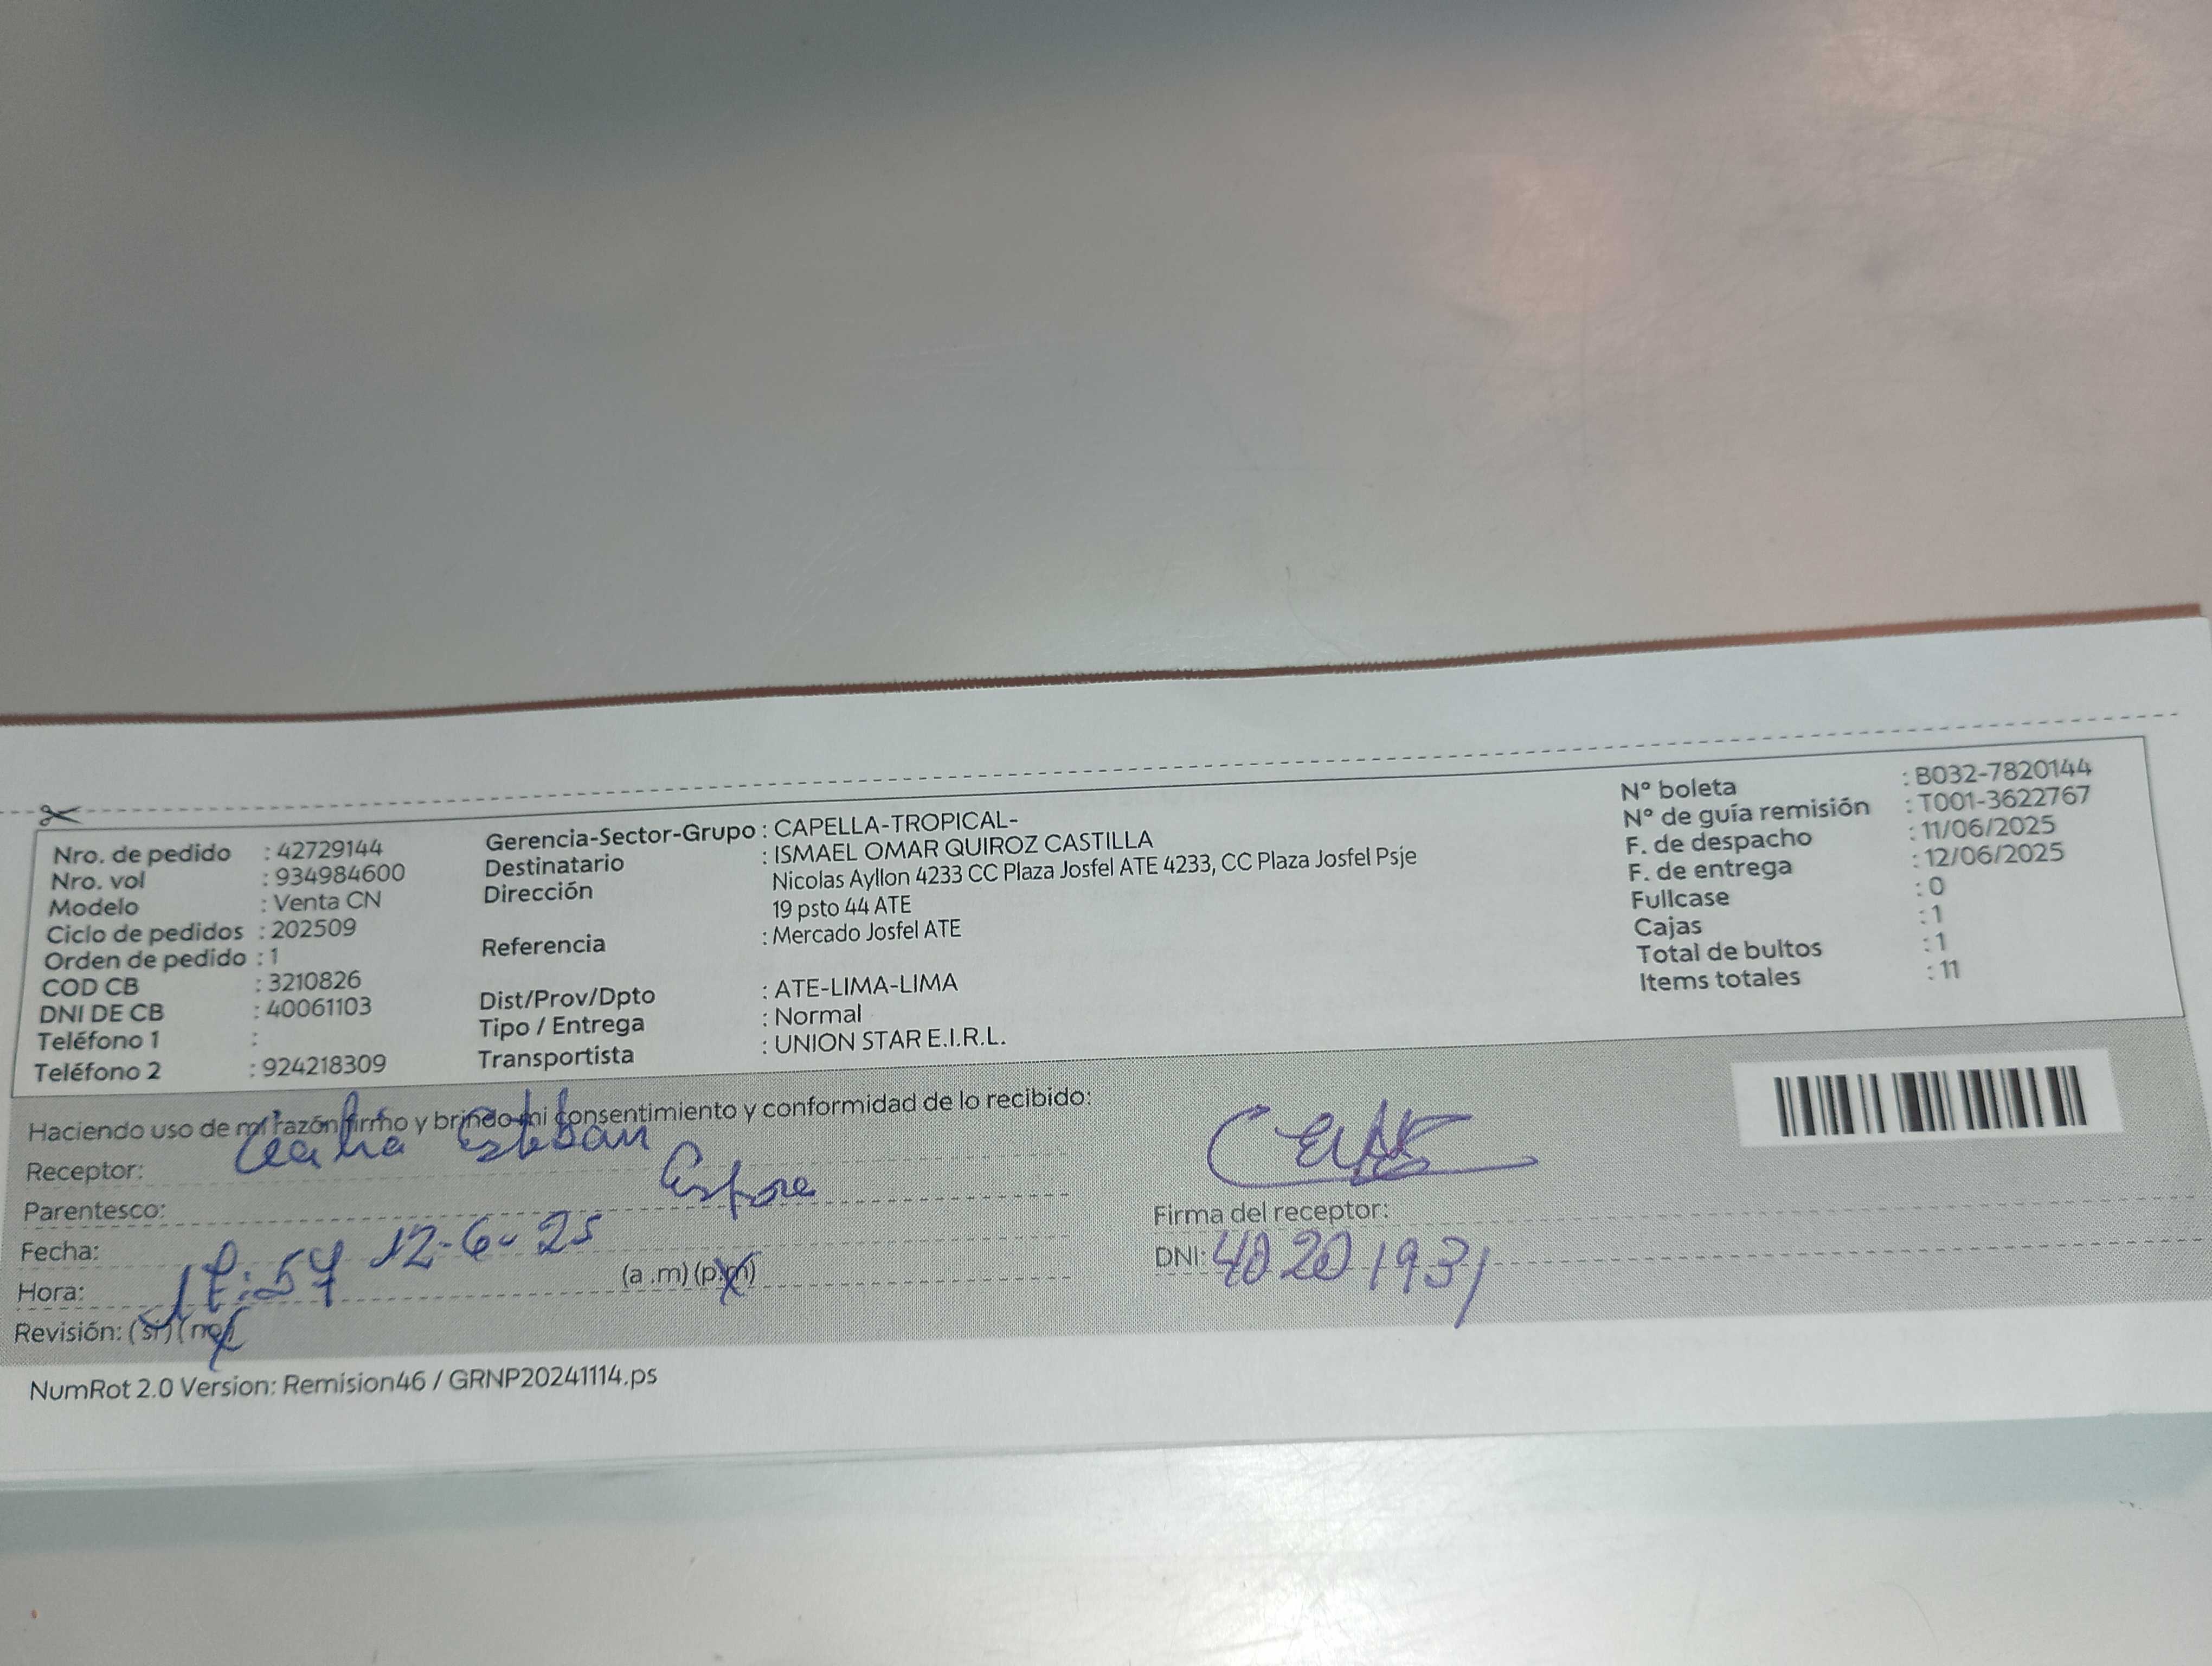 Nro. de pedido : 42729144
Nro. vol : 934984600
Modelo : Venta CN
Ciclo de pedidos : 202509
Orden de pedido : 1
COD CB : 3210826
DNI DE CB : 40061103
Teléfono 1 :
Teléfono 2 : 924218309
Gerencia-Sector-Grupo : CAPELLA-TROPICAL-
Destinatario : ISMAEL OMAR QUIROZ CASTILLA
Dirección Nicolas Ayllon 4233 CC Plaza Josfel ATE 4233, CC Plaza Josfel Psje
19 psto 44 ATE
Referencia : Mercado Josfel ATE
Dist/Prov/Dpto : ATE-LIMA-LIMA
Tipo / Entrega : Normal
Transportista : UNION STAR E.I.R.L.
N° boleta : B032-7820144
N° de guía remisión : T001-3622767
F. de despacho : 11/06/2025
F. de entrega : 12/06/2025
Fullcase : 0
Cajas : 1
Total de bultos : 1
Items totales : 11
Haciendo uso de mi razón firmo y brindo mi consentimiento y conformidad de lo recibido:
Receptor: Cecilia Esteban
Parentesco:
Fecha: 12-6-25
Hora: (a.m) (p.m)
Revisión: (si) (no)
Firma del receptor:
DNI: 40201931
NumRot 2.0 Version: Remision46 / GRNP20241114.ps